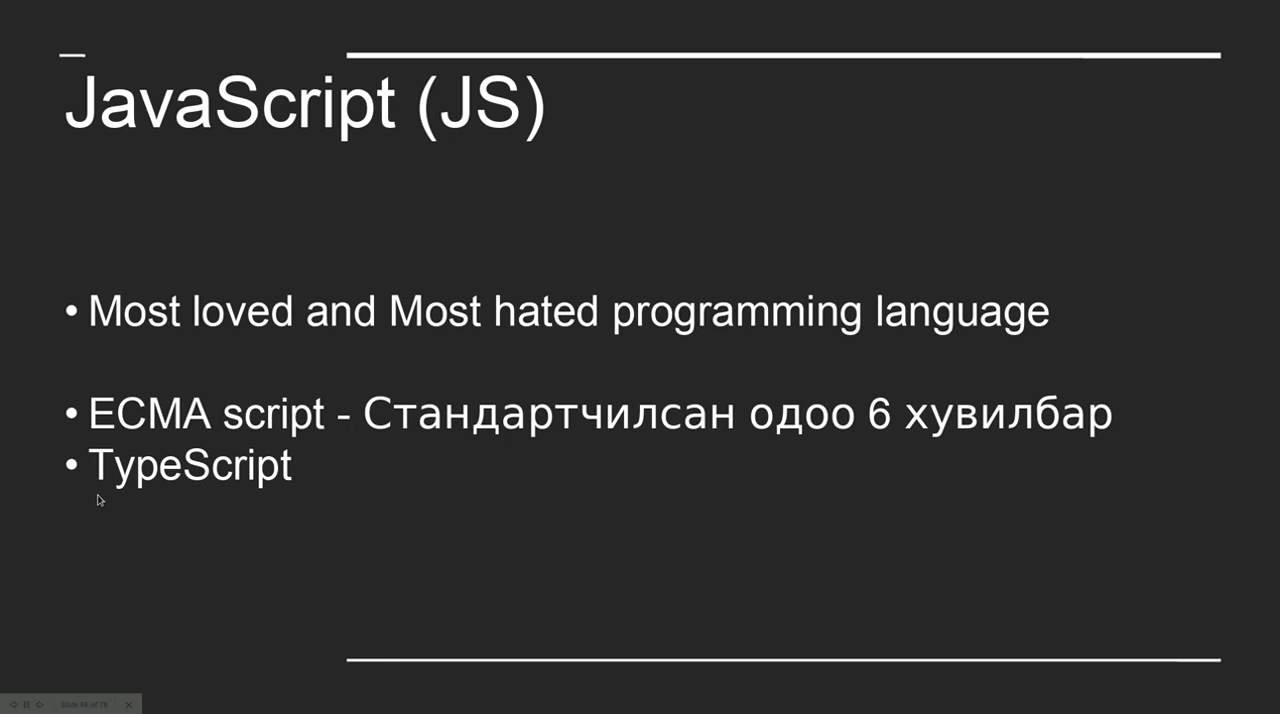 JavaScript (JS)
• Most loved and Most hated programming language
• ECMA script - Стандартчилсан одоо 6 хувилбар
• TypeScript